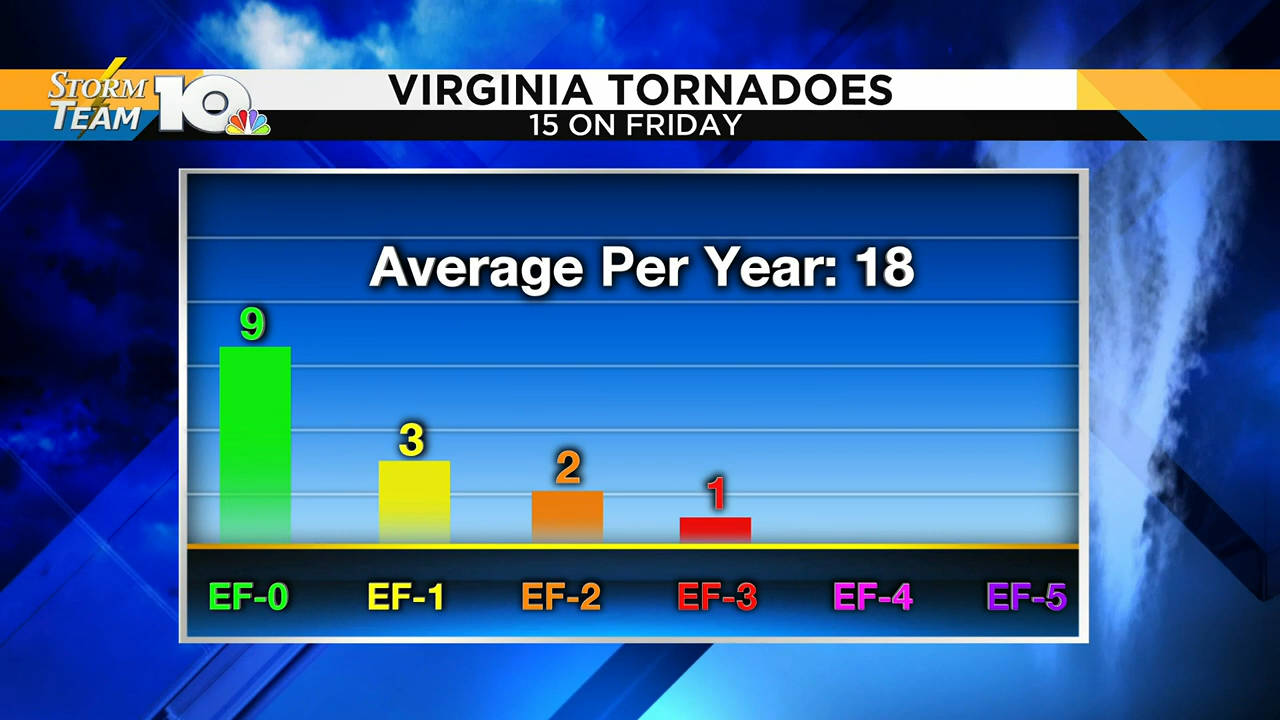 STORM
TEAM
10
VIRGINIA TORNADOES
15 ON FRIDAY
Average Per Year: 18
9
3
2
1
EF-0 EF-1 EF-2 EF-3 EF-4 EF-5